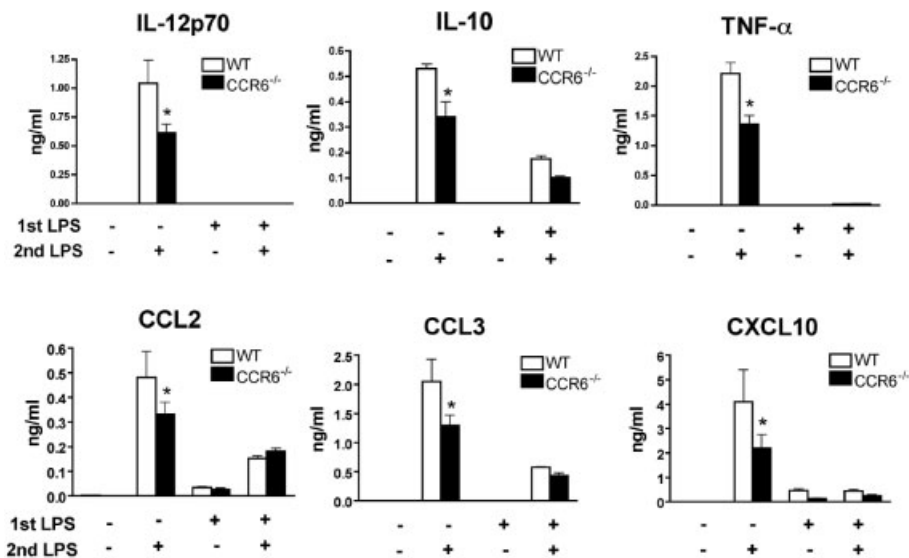 IL-12p70
IL-10
TNF-α
WT
CCR6-/-
WT
CCR6-/-
WT
CCR6-/-
ng/ml
1.25
1.00
0.75
0.50
0.25
0.00
ng/ml
0.6
0.5
0.4
0.3
0.2
0.1
0.0
ng/ml
2.5
2.0
1.5
1.0
0.5
0.0
*
*
*
1st LPS - - + +
2nd LPS - + - +
- - + +
- + - +
- - + +
- + - +
CCL2
CCL3
CXCL10
WT
CCR6-/-
WT
CCR6-/-
WT
CCR6-/-
ng/ml
0.6
0.5
0.4
0.3
0.2
0.1
0.0
ng/ml
2.5
2.0
1.5
1.0
0.5
0.0
ng/ml
6
5
4
3
2
1
0
*
*
*
1st LPS - - + +
2nd LPS - + - +
- - + +
- + - +
- - + +
- + - +